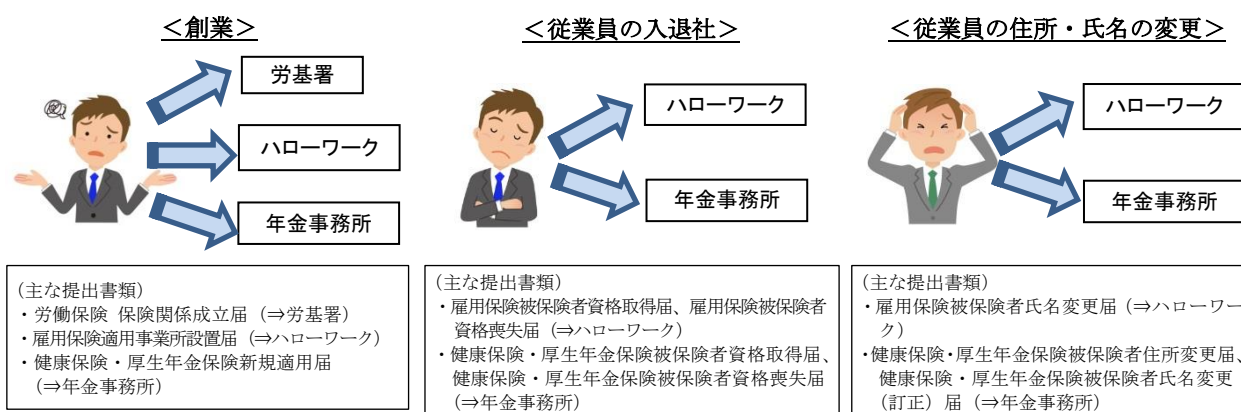 ＜創業＞
労基署
ハローワーク
年金事務所
（主な提出書類）
・労働保険 保険関係成立届（⇒労基署）
・雇用保険適用事業所設置届（⇒ハローワーク）
・健康保険・厚生年金保険新規適用届
（⇒年金事務所）
＜従業員の入退社＞
ハローワーク
年金事務所
（主な提出書類）
・雇用保険被保険者資格取得届、雇用保険被保険者
資格喪失届（⇒ハローワーク）
・健康保険・厚生年金保険被保険者資格取得届、
健康保険・厚生年金保険被保険者資格喪失届
（⇒年金事務所）
＜従業員の住所・氏名の変更＞
ハローワーク
年金事務所
（主な提出書類）
・雇用保険被保険者氏名変更届（⇒ハローワー
ク）
・健康保険・厚生年金保険被保険者住所変更届、
健康保険・厚生年金保険被保険者氏名変更
（訂正）届（⇒年金事務所）